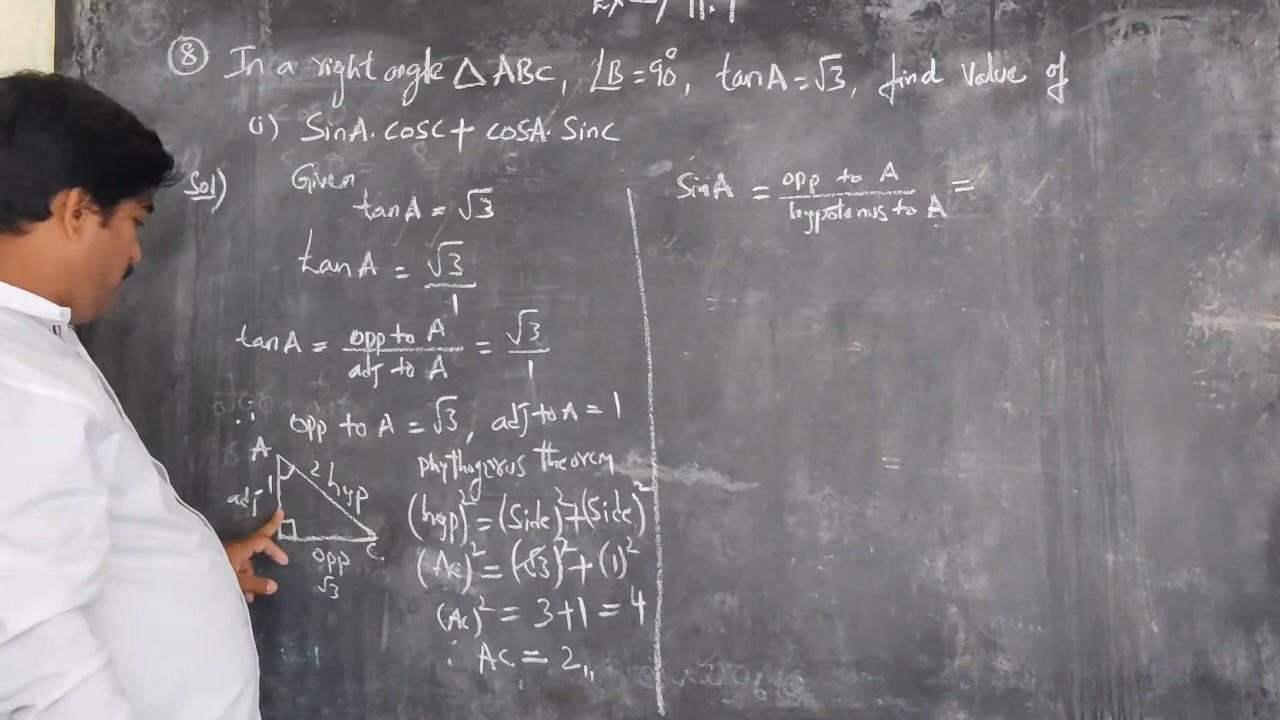 ⑧ In a right angle △ ABC, ∠B = 90°, tanA = √3, find value of
(i) SinA. cosc + cosA. Sinc
Sol) Given
tanA = √3
tanA = √3/1
tanA = opp to A/adj to A = √3/1
∴ opp to A = √3, adj to A = 1
A
adj 1
2 hyp
opp
√3
C
phythogerus theorem
(hyp)² = (Side)² + (Side)²
(Ac)² = (√3)² + (1)²
(Ac)² = 3+1 = 4
∴ Ac = 2,,
SinA = opp to A/hypotenus to A =